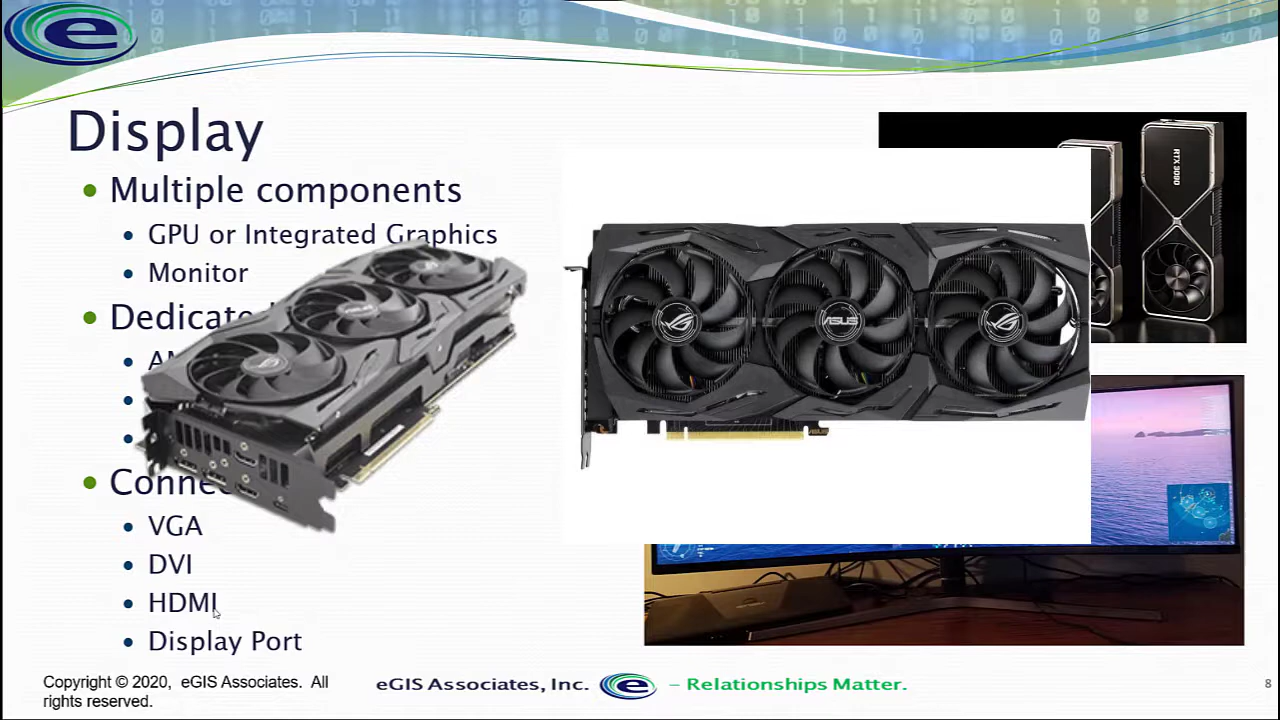 e
Display
Multiple components
GPU or Integrated Graphics
Monitor
VGA
DVI
HDMI
Display Port
RTX 3090
ASUS
Copyright © 2020, eGIS Associates. All
rights reserved.
eGIS Associates, Inc. e – Relationships Matter.
8